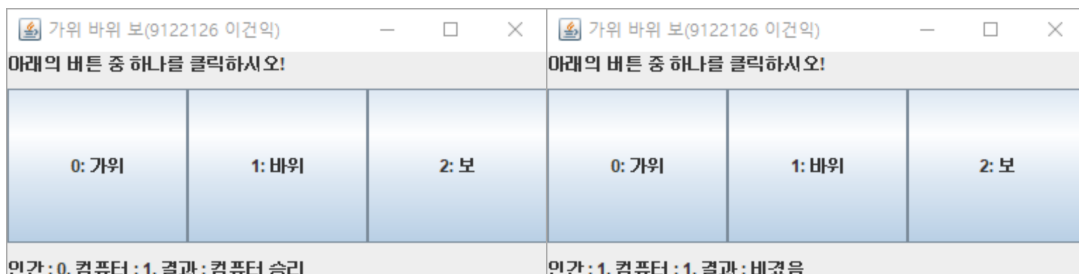 가위 바위 보(9122126 이건익)
아래의 버튼 중 하나를 클릭하시오!
0: 가위
1: 바위
2: 보
인간 : 0, 컴퓨터 : 1, 결과 : 컴퓨터 승리
가위 바위 보(9122126 이건익)
아래의 버튼 중 하나를 클릭하시오!
0: 가위
1: 바위
2: 보
인간 : 1, 컴퓨터 : 1, 결과 : 비겼음